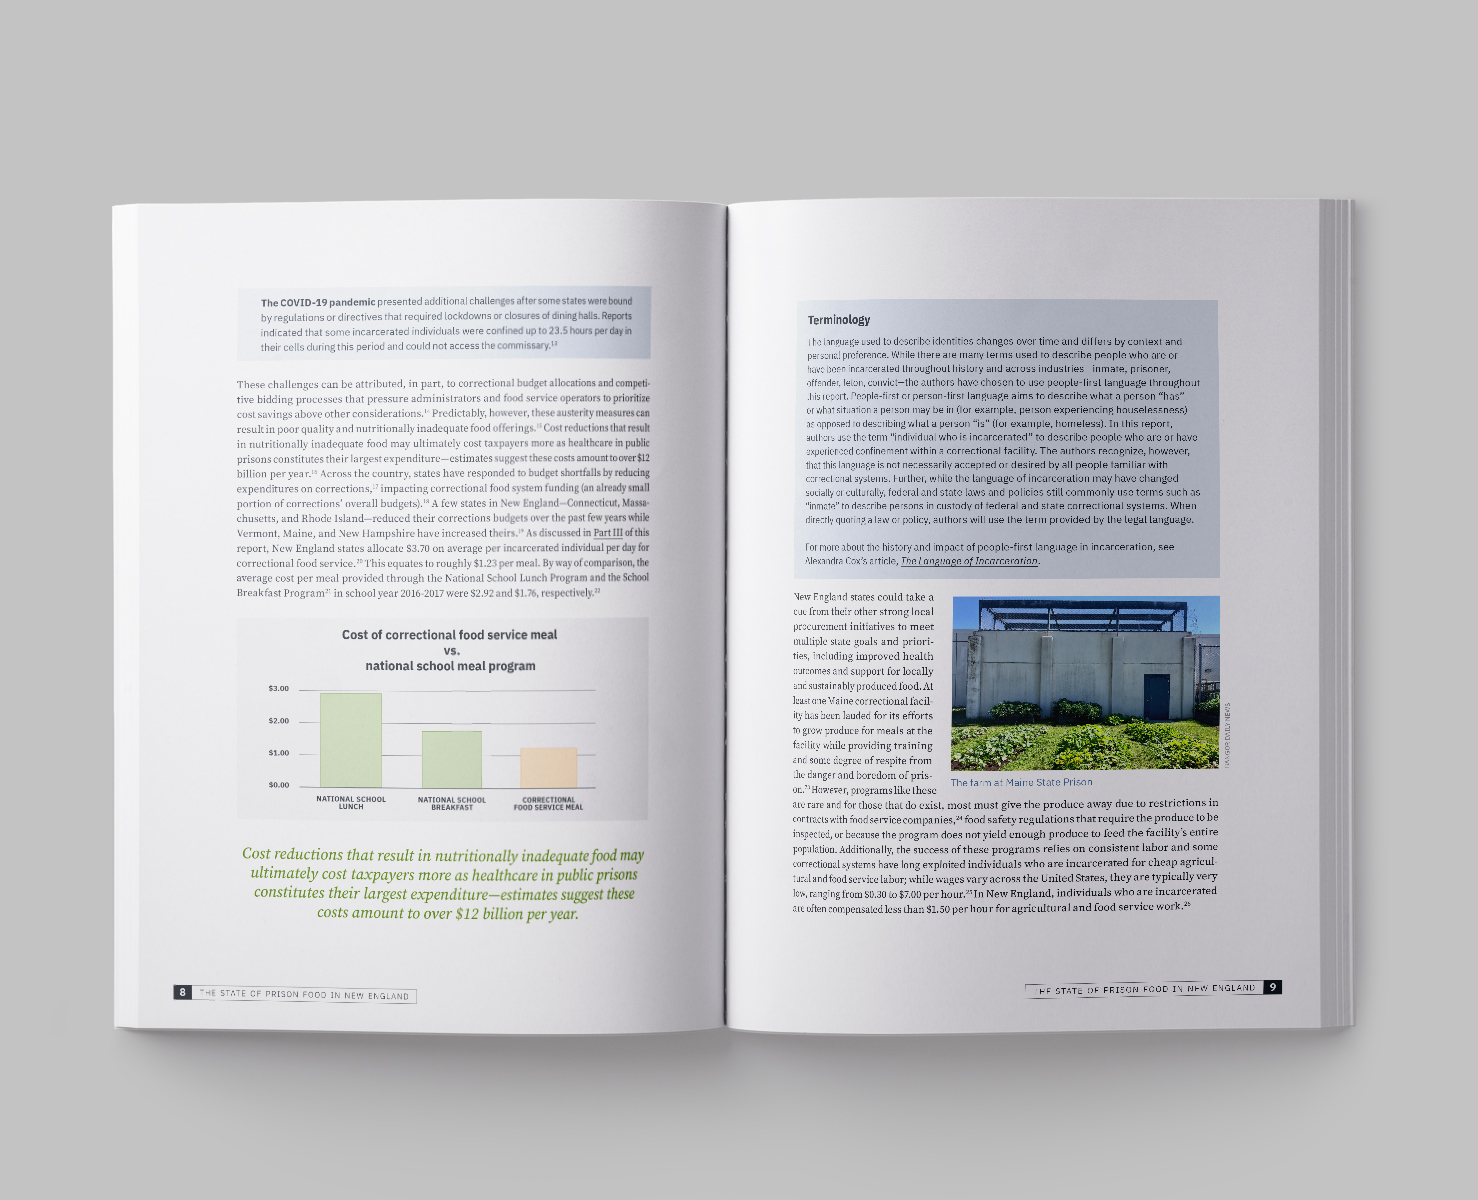 The COVID-19 pandemic presented additional challenges after some states were bound
by regulations or directives that required lockdowns or closures of dining halls. Reports
indicated that some incarcerated individuals were confined up to 23.5 hours per day in
their cells during this period and could not access the commissary.¹³
These challenges can be attributed, in part, to correctional budget allocations and competi-
tive bidding processes that pressure administrators and food service operators to prioritize
cost savings above other considerations.¹⁴ Predictably, however, these austerity measures can
result in poor quality and nutritionally inadequate food offerings.¹⁵ Cost reductions that result
in nutritionally inadequate food may ultimately cost taxpayers more as healthcare in public
prisons constitutes their largest expenditure—estimates suggest these costs amount to over $12
billion per year.¹⁶ Across the country, states have responded to budget shortfalls by reducing
expenditures on corrections,¹⁷ impacting correctional food system funding (an already small
portion of corrections' overall budgets).¹⁸ A few states in New England—Connecticut, Massa-
chusetts, and Rhode Island—reduced their corrections budgets over the past few years while
Vermont, Maine, and New Hampshire have increased theirs.¹⁹ As discussed in Part III of this
report, New England states allocate $3.70 on average per incarcerated individual per day for
correctional food service.²⁰ This equates to roughly $1.23 per meal. By way of comparison, the
average cost per meal provided through the National School Lunch Program and the School
Breakfast Program²¹ in school year 2016-2017 were $2.92 and $1.76, respectively.²²
Cost of correctional food service meal
vs.
national school meal program
$3.00
$2.00
$1.00
$0.00
NATIONAL SCHOOL
LUNCH
NATIONAL SCHOOL
BREAKFAST
CORRECTIONAL
FOOD SERVICE MEAL
Cost reductions that result in nutritionally inadequate food may
ultimately cost taxpayers more as healthcare in public prisons
constitutes their largest expenditure—estimates suggest these
costs amount to over $12 billion per year.
8 THE STATE OF PRISON FOOD IN NEW ENGLAND
Terminology
The language used to describe identities changes over time and differs by context and
personal preference. While there are many terms used to describe people who are or
have been incarcerated throughout history and across industries—inmate, prisoner,
offender, felon, convict—the authors have chosen to use people-first language throughout
this report. People-first or person-first language aims to describe what a person “has”
or what situation a person may be in (for example, person experiencing houselessness)
as opposed to describing what a person “is” (for example, homeless). In this report,
authors use the term “individual who is incarcerated” to describe people who are or have
experienced confinement within a correctional facility. The authors recognize, however,
that this language is not necessarily accepted or desired by all people familiar with
correctional systems. Further, while the language of incarceration may have changed
socially or culturally, federal and state laws and policies still commonly use terms such as
“inmate” to describe persons in custody of federal and state correctional systems. When
directly quoting a law or policy, authors will use the term provided by the legal language.
For more about the history and impact of people-first language in incarceration, see
Alexandra Cox's article, The Language of Incarceration.
New England states could take a
cue from their other strong local
procurement initiatives to meet
multiple state goals and priori-
ties, including improved health
outcomes and support for locally
and sustainably produced food. At
least one Maine correctional facil-
ity has been lauded for its efforts
to grow produce for meals at the
facility while providing training
and some degree of respite from
the danger and boredom of pris-
on.²³ However, programs like these
are rare and for those that do exist, most must give the produce away due to restrictions in
contracts with food service companies,²⁴ food safety regulations that require the produce to be
inspected, or because the program does not yield enough produce to feed the facility's entire
population. Additionally, the success of these programs relies on consistent labor and some
correctional systems have long exploited individuals who are incarcerated for cheap agricul-
tural and food service labor; while wages vary across the United States, they are typically very
low, ranging from $0.30 to $7.00 per hour.²⁵ In New England, individuals who are incarcerated
are often compensated less than $1.50 per hour for agricultural and food service work.²⁶
BANGOR DAILY NEWS
The farm at Maine State Prison
THE STATE OF PRISON FOOD IN NEW ENGLAND 9